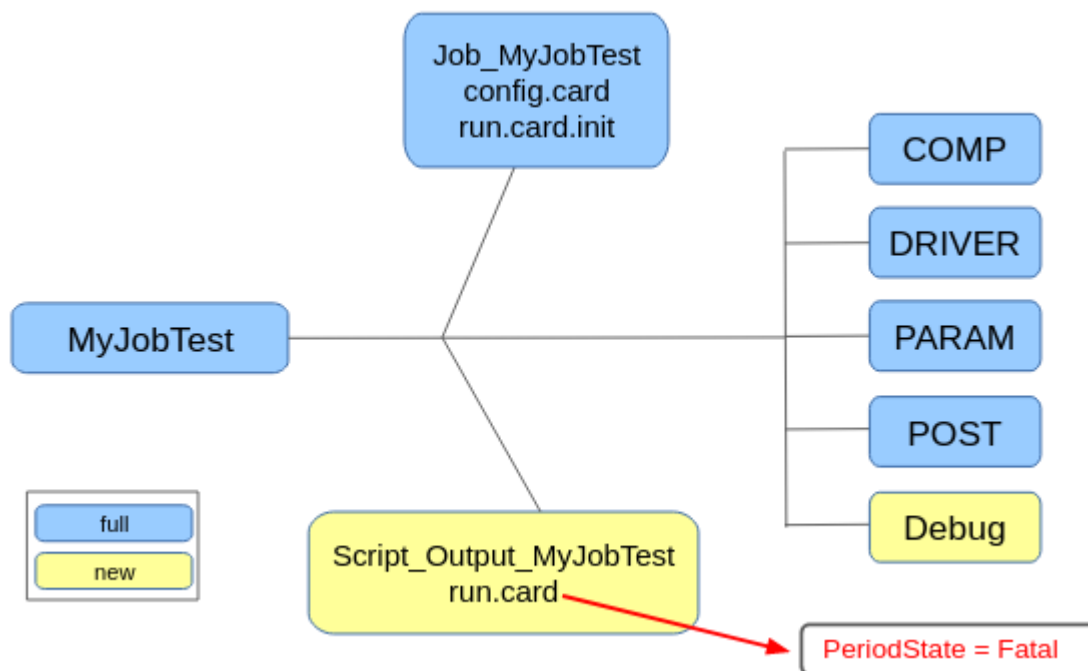 Job_MyJobTest
config.card
run.card.init
COMP
DRIVER
MyJobTest
PARAM
POST
full
new
Script_Output_MyJobTest
run.card
Debug
PeriodState = Fatal